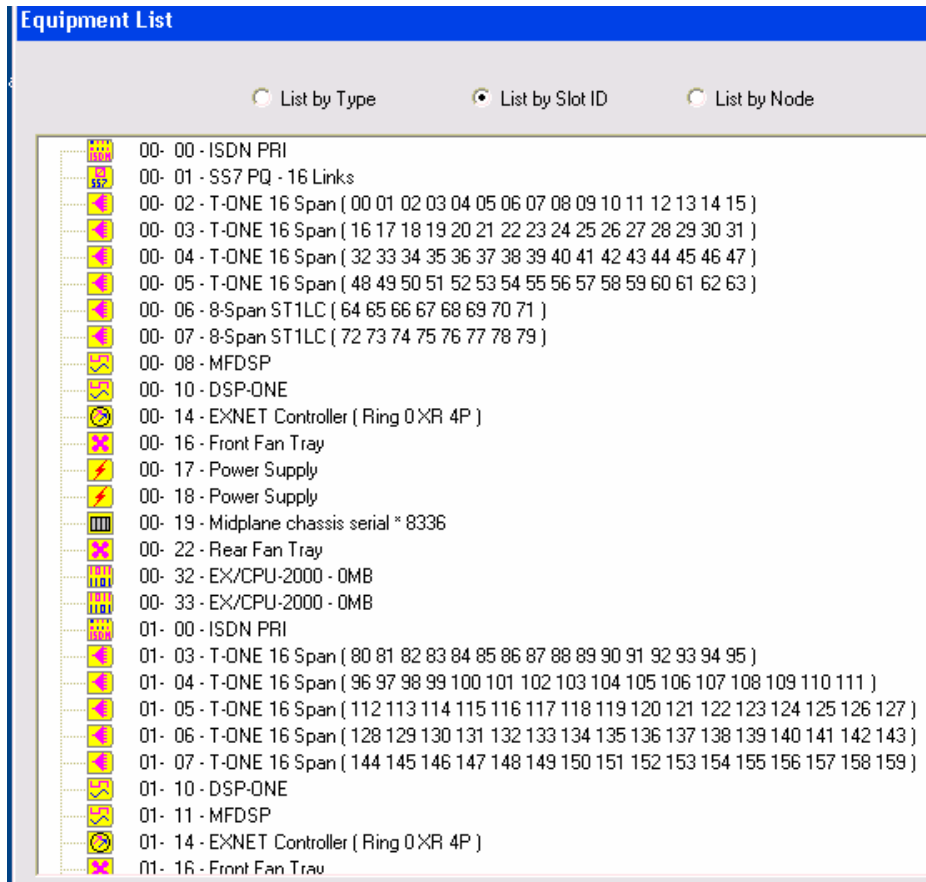 Equipment List
List by Type List by Slot ID List by Node
ISDN 00- 00 - ISDN PRI
SS7 00- 01 - SS7 PQ - 16 Links
00- 02 - T-ONE 16 Span ( 00 01 02 03 04 05 06 07 08 09 10 11 12 13 14 15 )
00- 03 - T-ONE 16 Span ( 16 17 18 19 20 21 22 23 24 25 26 27 28 29 30 31 )
00- 04 - T-ONE 16 Span ( 32 33 34 35 36 37 38 39 40 41 42 43 44 45 46 47 )
00- 05 - T-ONE 16 Span ( 48 49 50 51 52 53 54 55 56 57 58 59 60 61 62 63 )
00- 06 - 8-Span ST1LC ( 64 65 66 67 68 69 70 71 )
00- 07 - 8-Span ST1LC ( 72 73 74 75 76 77 78 79 )
00- 08 - MFDSP
00- 10 - DSP-ONE
00- 14 - EXNET Controller ( Ring 0 XR 4P )
00- 16 - Front Fan Tray
00- 17 - Power Supply
00- 18 - Power Supply
00- 19 - Midplane chassis serial * 8336
00- 22 - Rear Fan Tray
00- 32 - EX/CPU-2000 - 0MB
00- 33 - EX/CPU-2000 - 0MB
ISDN 01- 00 - ISDN PRI
01- 03 - T-ONE 16 Span ( 80 81 82 83 84 85 86 87 88 89 90 91 92 93 94 95 )
01- 04 - T-ONE 16 Span ( 96 97 98 99 100 101 102 103 104 105 106 107 108 109 110 111 )
01- 05 - T-ONE 16 Span ( 112 113 114 115 116 117 118 119 120 121 122 123 124 125 126 127 )
01- 06 - T-ONE 16 Span ( 128 129 130 131 132 133 134 135 136 137 138 139 140 141 142 143 )
01- 07 - T-ONE 16 Span ( 144 145 146 147 148 149 150 151 152 153 154 155 156 157 158 159 )
01- 10 - DSP-ONE
01- 11 - MFDSP
01- 14 - EXNET Controller ( Ring 0 XR 4P )
01- 16 - Front Fan Tray